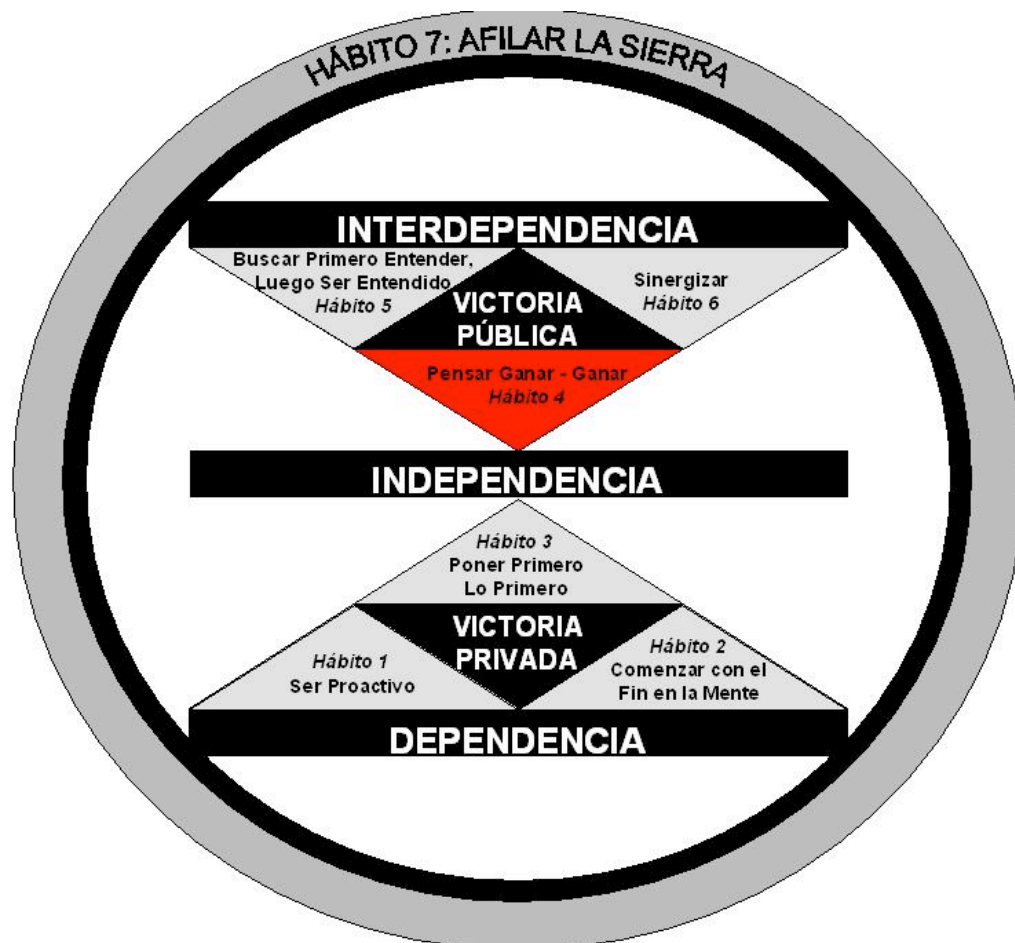 HÁBITO 7: AFILAR LA SIERRA
INTERDEPENDENCIA
Buscar Primero Entender,
Luego Ser Entendido
Hábito 5
VICTORIA
PÚBLICA
Sinergizar
Hábito 6
Pensar Ganar - Ganar
Hábito 4
INDEPENDENCIA
Hábito 3
Poner Primero
Lo Primero
VICTORIA
PRIVADA
Hábito 1
Ser Proactivo
Hábito 2
Comenzar con el
Fin en la Mente
DEPENDENCIA